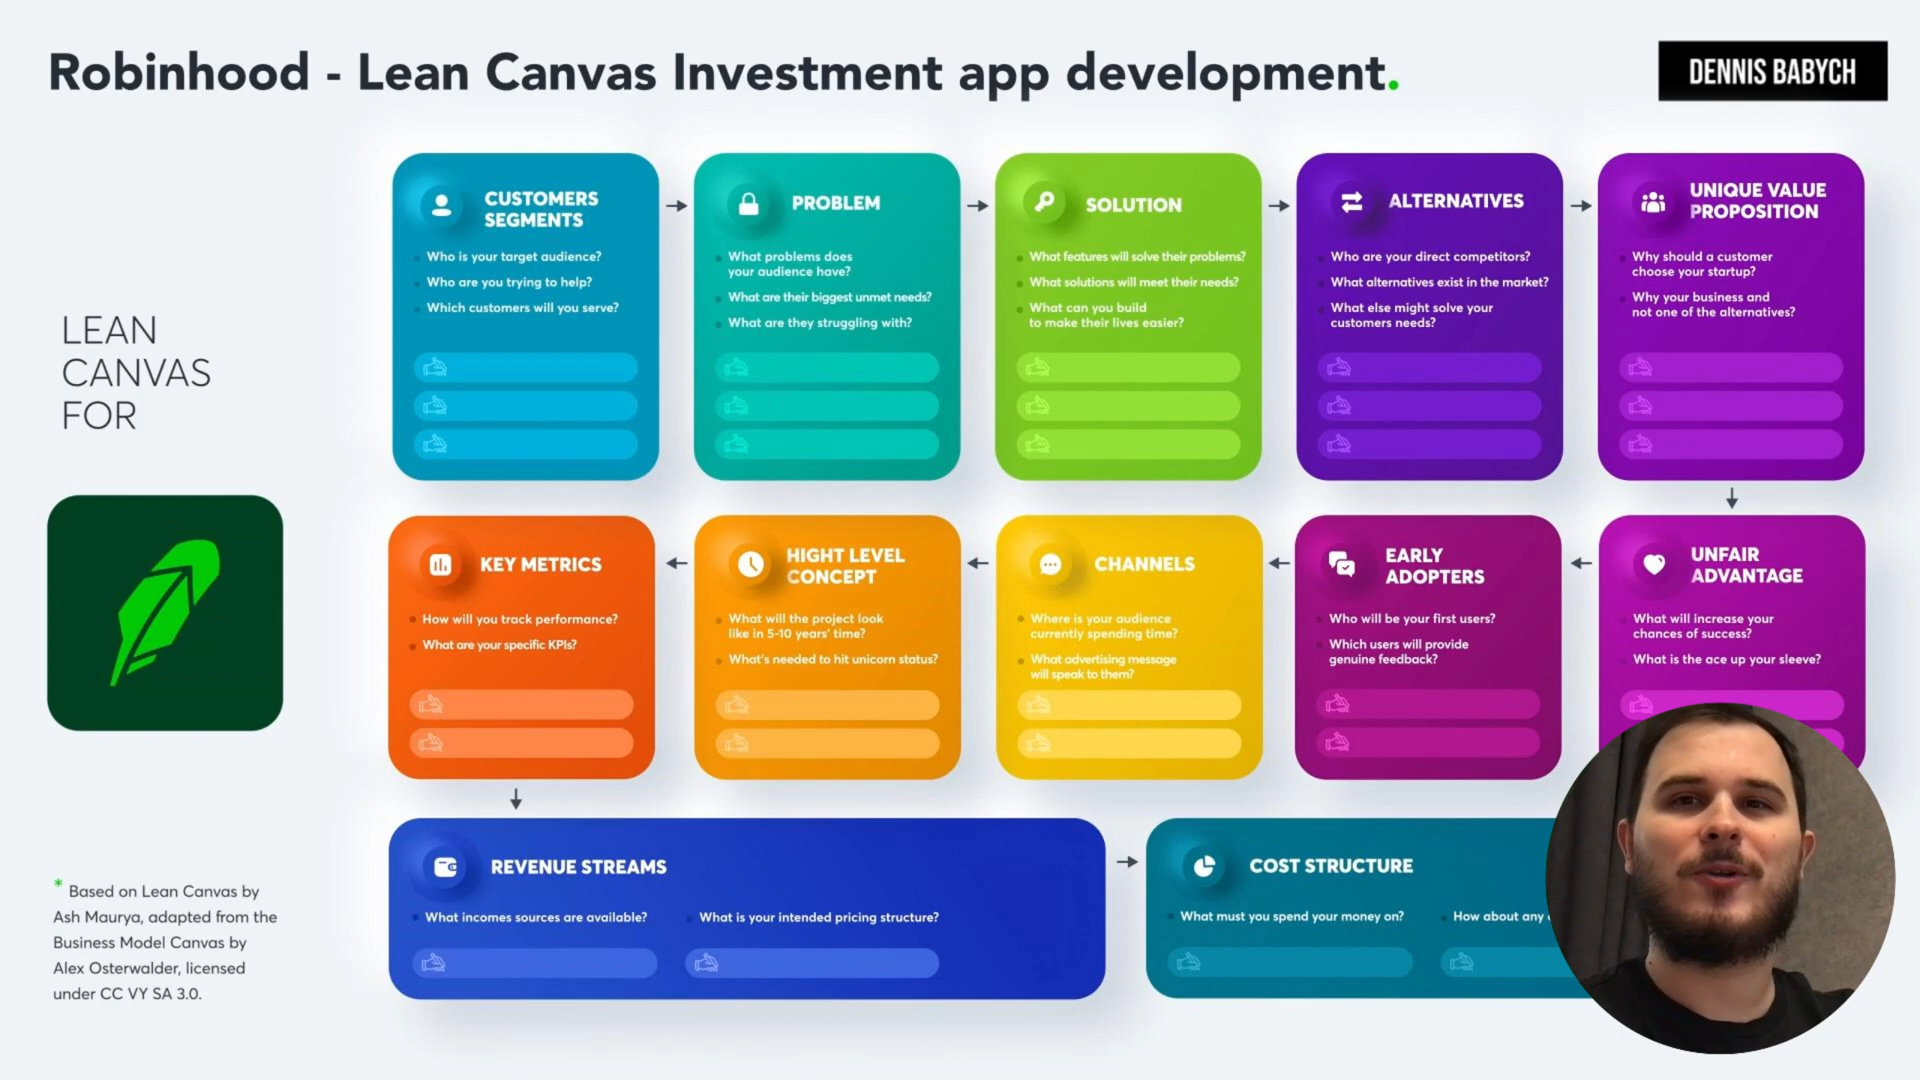 Robinhood - Lean Canvas Investment app development.
DENNIS BABYCH
LEAN
CANVAS
FOR
CUSTOMERS
SEGMENTS
Who is your target audience?
Who are you trying to help?
Which customers will you serve?
PROBLEM
What problems does
your audience have?
What are their biggest unmet needs?
What are they struggling with?
SOLUTION
What features will solve their problems?
What solutions will meet their needs?
What can you build
to make their lives easier?
ALTERNATIVES
Who are your direct competitors?
What alternatives exist in the market?
What else might solve your
customers needs?
UNIQUE VALUE
PROPOSITION
Why should a customer
choose your startup?
Why your business and
not one of the alternatives?
KEY METRICS
How will you track performance?
What are your specific KPIs?
HIGHT LEVEL
CONCEPT
What will the project look
like in 5-10 years' time?
What's needed to hit unicorn status?
CHANNELS
Where is your audience
currently spending time?
What advertising message
will speak to them?
EARLY
ADOPTERS
Who will be your first users?
Which users will provide
genuine feedback?
UNFAIR
ADVANTAGE
What will increase your
chances of success?
What is the ace up your sleeve?
REVENUE STREAMS
What incomes sources are available?
What is your intended pricing structure?
COST STRUCTURE
What must you spend your money on?
How about any
* Based on Lean Canvas by
Ash Maurya, adapted from the
Business Model Canvas by
Alex Osterwalder, licensed
under CC VY SA 3.0.